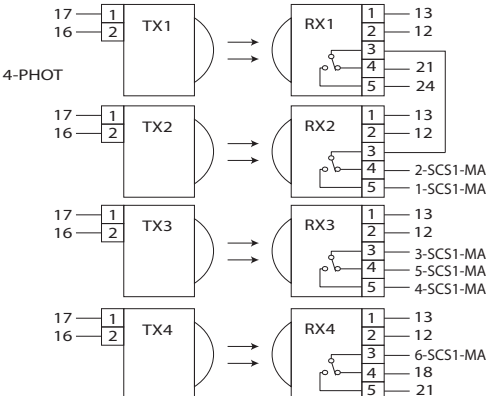 17 1 TX1 RX1 1 13
16 2 2 12
3
4-PHOT 4 21
5 24
17 1 TX2 RX2 1 13
16 2 2 12
3
4 2-SCS1-MA
5 1-SCS1-MA
17 1 TX3 RX3 1 13
16 2 2 12
3 3-SCS1-MA
4 5-SCS1-MA
5 4-SCS1-MA
17 1 TX4 RX4 1 13
16 2 2 12
3 6-SCS1-MA
4 18
5 21